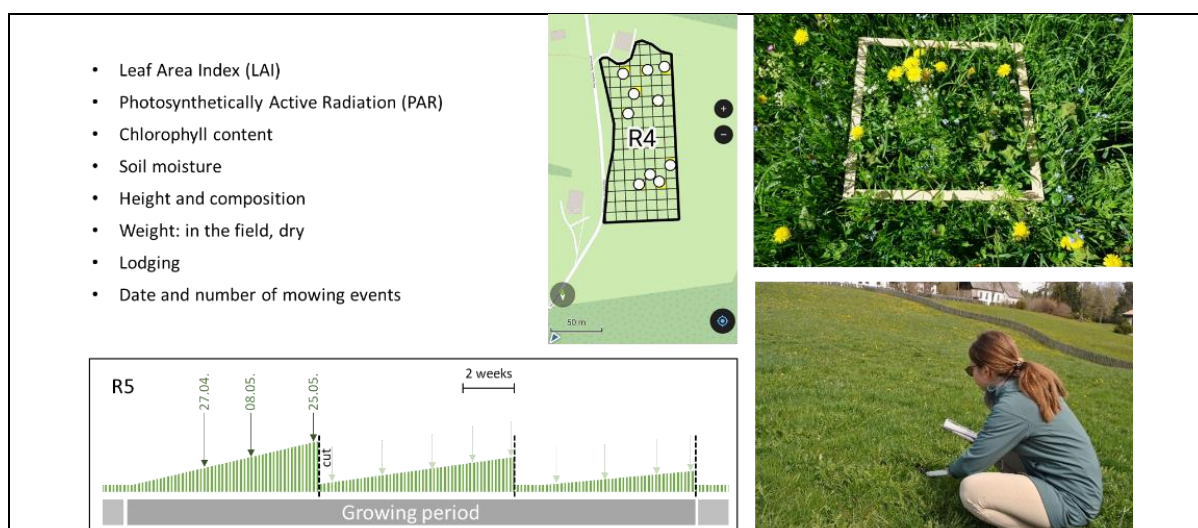 • Leaf Area Index (LAI)
• Photosynthetically Active Radiation (PAR)
• Chlorophyll content
• Soil moisture
• Height and composition
• Weight: in the field, dry
• Lodging
• Date and number of mowing events
R4
+
−
50 m
R5
27.04.
08.05.
25.05.
cut
2 weeks
Growing period